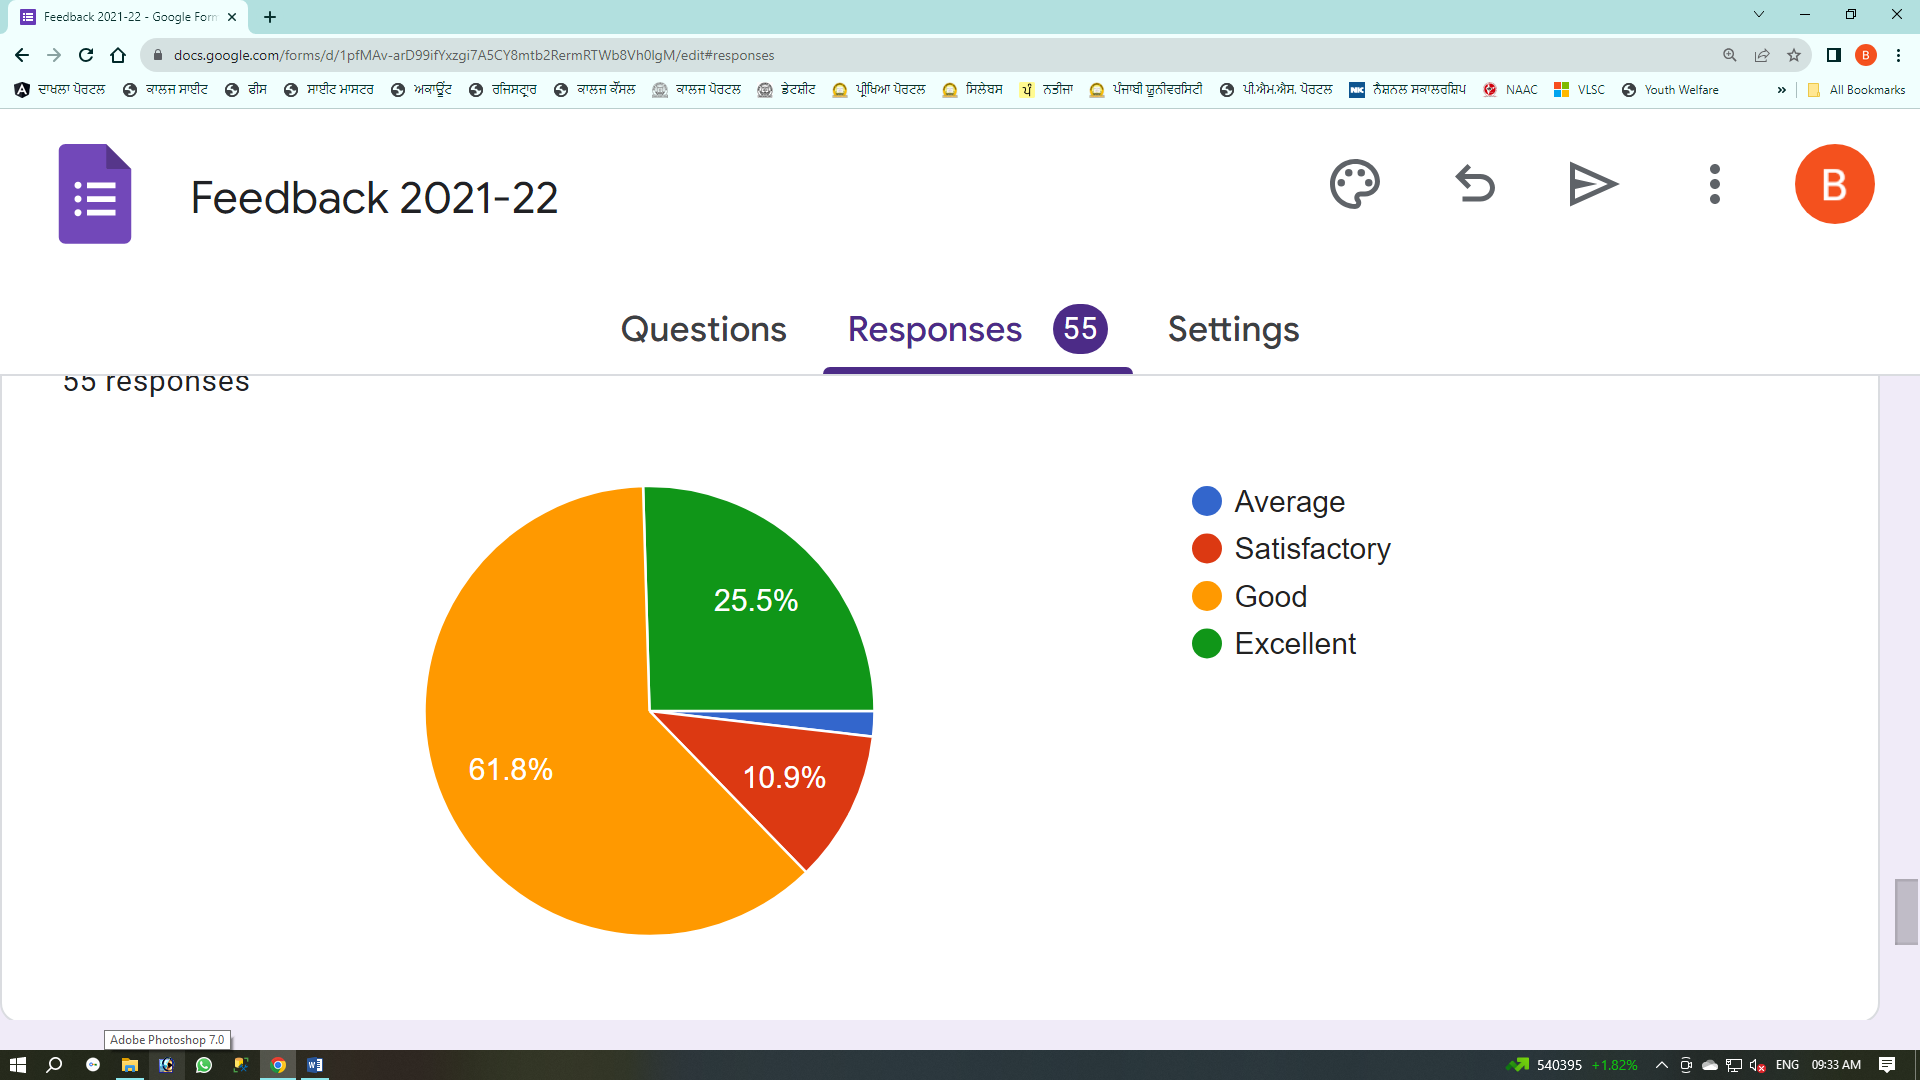 Feedback 2021-22 - Google Form
docs.google.com/forms/d/1pfMAv-arD99ifYxzgi7A5CY8mtb2RermRTWb8Vh0lgM/edit#responses
B
ਦਾਖਲਾ ਪੋਰਟਲ ਕਾਲਜ ਸਾਈਟ ਫੀਸ ਸਾਈਟ ਮਾਸਟਰ ਅਕਾਊਂਟ ਰਜਿਸਟ੍ਰਾਰ ਕਾਲਜ ਕੌਂਸਲ ਕਾਲਜ ਪੋਰਟਲ ਡੇਟਸ਼ੀਟ ਪ੍ਰੀਖਿਆ ਪੋਰਟਲ ਸਿਲੇਬਸ ਪੰ ਨਤੀਜਾ ਪੰਜਾਬੀ ਯੂਨੀਵਰਸਿਟੀ ਪੀ.ਐਮ.ਐਸ. ਪੋਰਟਲ NK ਨੈਸ਼ਨਲ ਸਕਾਲਰਸ਼ਿਪ NAAC VLSC Youth Welfare » All Bookmarks
Feedback 2021-22
B
Questions Responses 55 Settings
55 responses
Average
Satisfactory
Good
Excellent
25.5%
61.8%
10.9%
Adobe Photoshop 7.0
540395 +1.82% ENG 09:33 AM